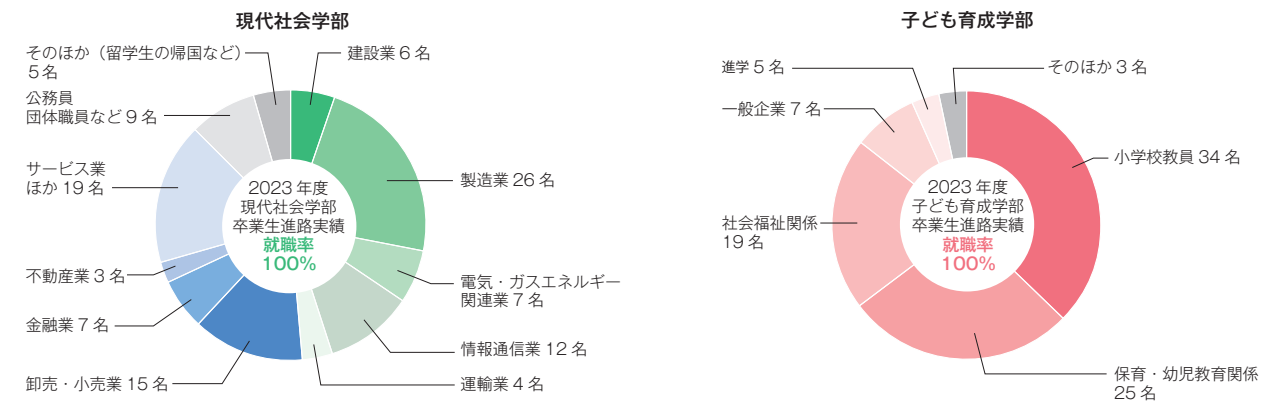 現代社会学部
そのほか（留学生の帰国など）
5名
建設業 6 名
公務員
団体職員など 9 名
サービス業
ほか 19 名
製造業 26 名
2023 年度
現代社会学部
卒業生進路実績
就職率
100%
不動産業 3 名
電気・ガスエネルギー
関連業 7 名
金融業 7 名
情報通信業 12 名
卸売・小売業 15 名
運輸業 4 名
子ども育成学部
進学 5 名
そのほか 3 名
一般企業 7 名
小学校教員 34 名
2023 年度
子ども育成学部
卒業生進路実績
就職率
100%
社会福祉関係
19 名
保育・幼児教育関係
25 名